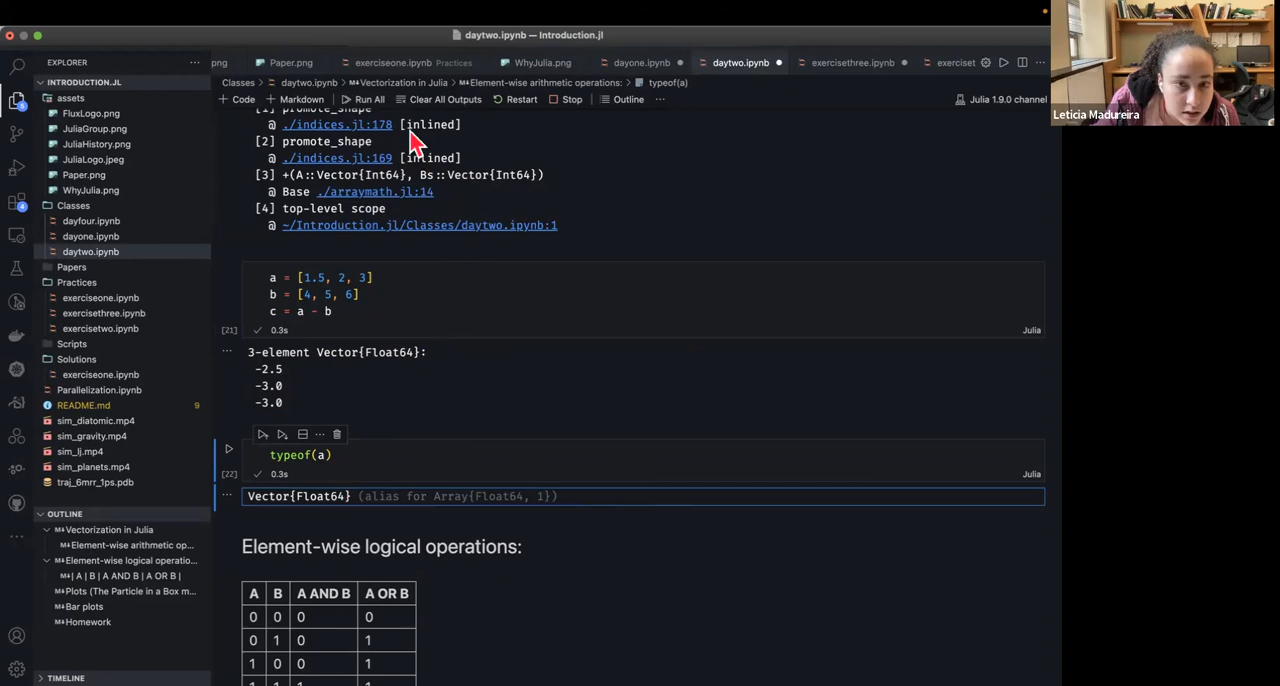 daytwo.ipynb — Introduction.jl
EXPLORER
INTRODUCTION.JL
assets
FluxLogo.png
JuliaGroup.png
JuliaHistory.png
JuliaLogo.jpeg
Paper.png
WhyJulia.png
Classes
dayfour.ipynb
dayone.ipynb
daytwo.ipynb
Papers
Practices
exerciseone.ipynb
exercisethree.ipynb
exercisetwo.ipynb
Scripts
Solutions
exerciseone.ipynb
Parallelization.ipynb
README.md 9
sim_diatomic.mp4
sim_gravity.mp4
sim_lj.mp4
sim_planets.mp4
traj_6mrr_1ps.pdb
OUTLINE
Vectorization in Julia
Element-wise arithmetic op...
Element-wise logical operatio...
| A | B | A AND B | A OR B |
Plots (The Particle in a Box m...
Bar plots
Homework
TIMELINE
png Paper.png exerciseone.ipynb Practices WhyJulia.png dayone.ipynb daytwo.ipynb exercisethree.ipynb exerciset
Classes > daytwo.ipynb > Vectorization in Julia > Element-wise arithmetic operations: > typeof(a)
+ Code + Markdown Run All Clear All Outputs Restart Stop Outline ... Julia 1.9.0 channel
[1] promote_shape
@ ./indices.jl:178 [inlined]
[2] promote_shape
@ ./indices.jl:169 [inlined]
[3] +(A::Vector{Int64}, Bs::Vector{Int64})
@ Base ./arraymath.jl:14
[4] top-level scope
@ ~/Introduction.jl/Classes/daytwo.ipynb:1
a = [1.5, 2, 3]
b = [4, 5, 6]
c = a - b
[21] 0.3s Julia
3-element Vector{Float64}:
-2.5
-3.0
-3.0
typeof(a)
[22] 0.3s Julia
Vector{Float64} (alias for Array{Float64, 1})
Element-wise logical operations:
A B A AND B A OR B
0 0 0 0
0 1 0 1
1 0 0 1
Leticia Madureira